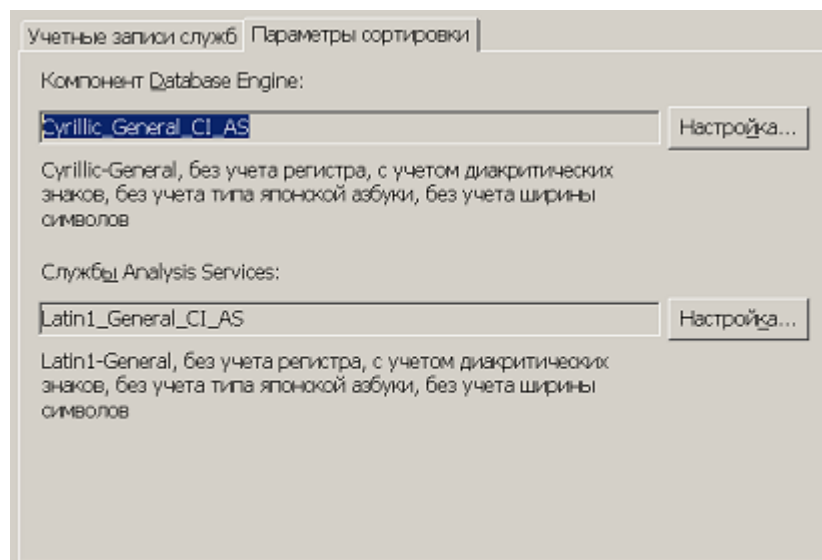 Учетные записи служб Параметры сортировки
Компонент Database Engine:
Cyrillic_General_CI_AS Настройка...
Cyrillic-General, без учета регистра, с учетом диакритических
знаков, без учета типа японской азбуки, без учета ширины
символов
Службы Analysis Services:
Latin1_General_CI_AS Настройка...
Latin1-General, без учета регистра, с учетом диакритических
знаков, без учета типа японской азбуки, без учета ширины
символов